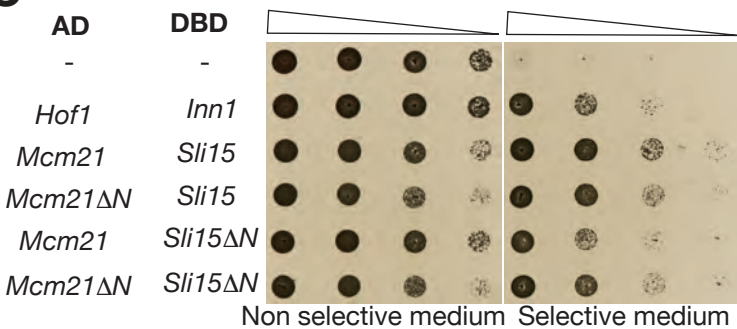 AD DBD
- -
Hof1 Inn1
Mcm21 Sli15
Mcm21ΔN Sli15
Mcm21 Sli15ΔN
Mcm21ΔN Sli15ΔN
Non selective medium Selective medium